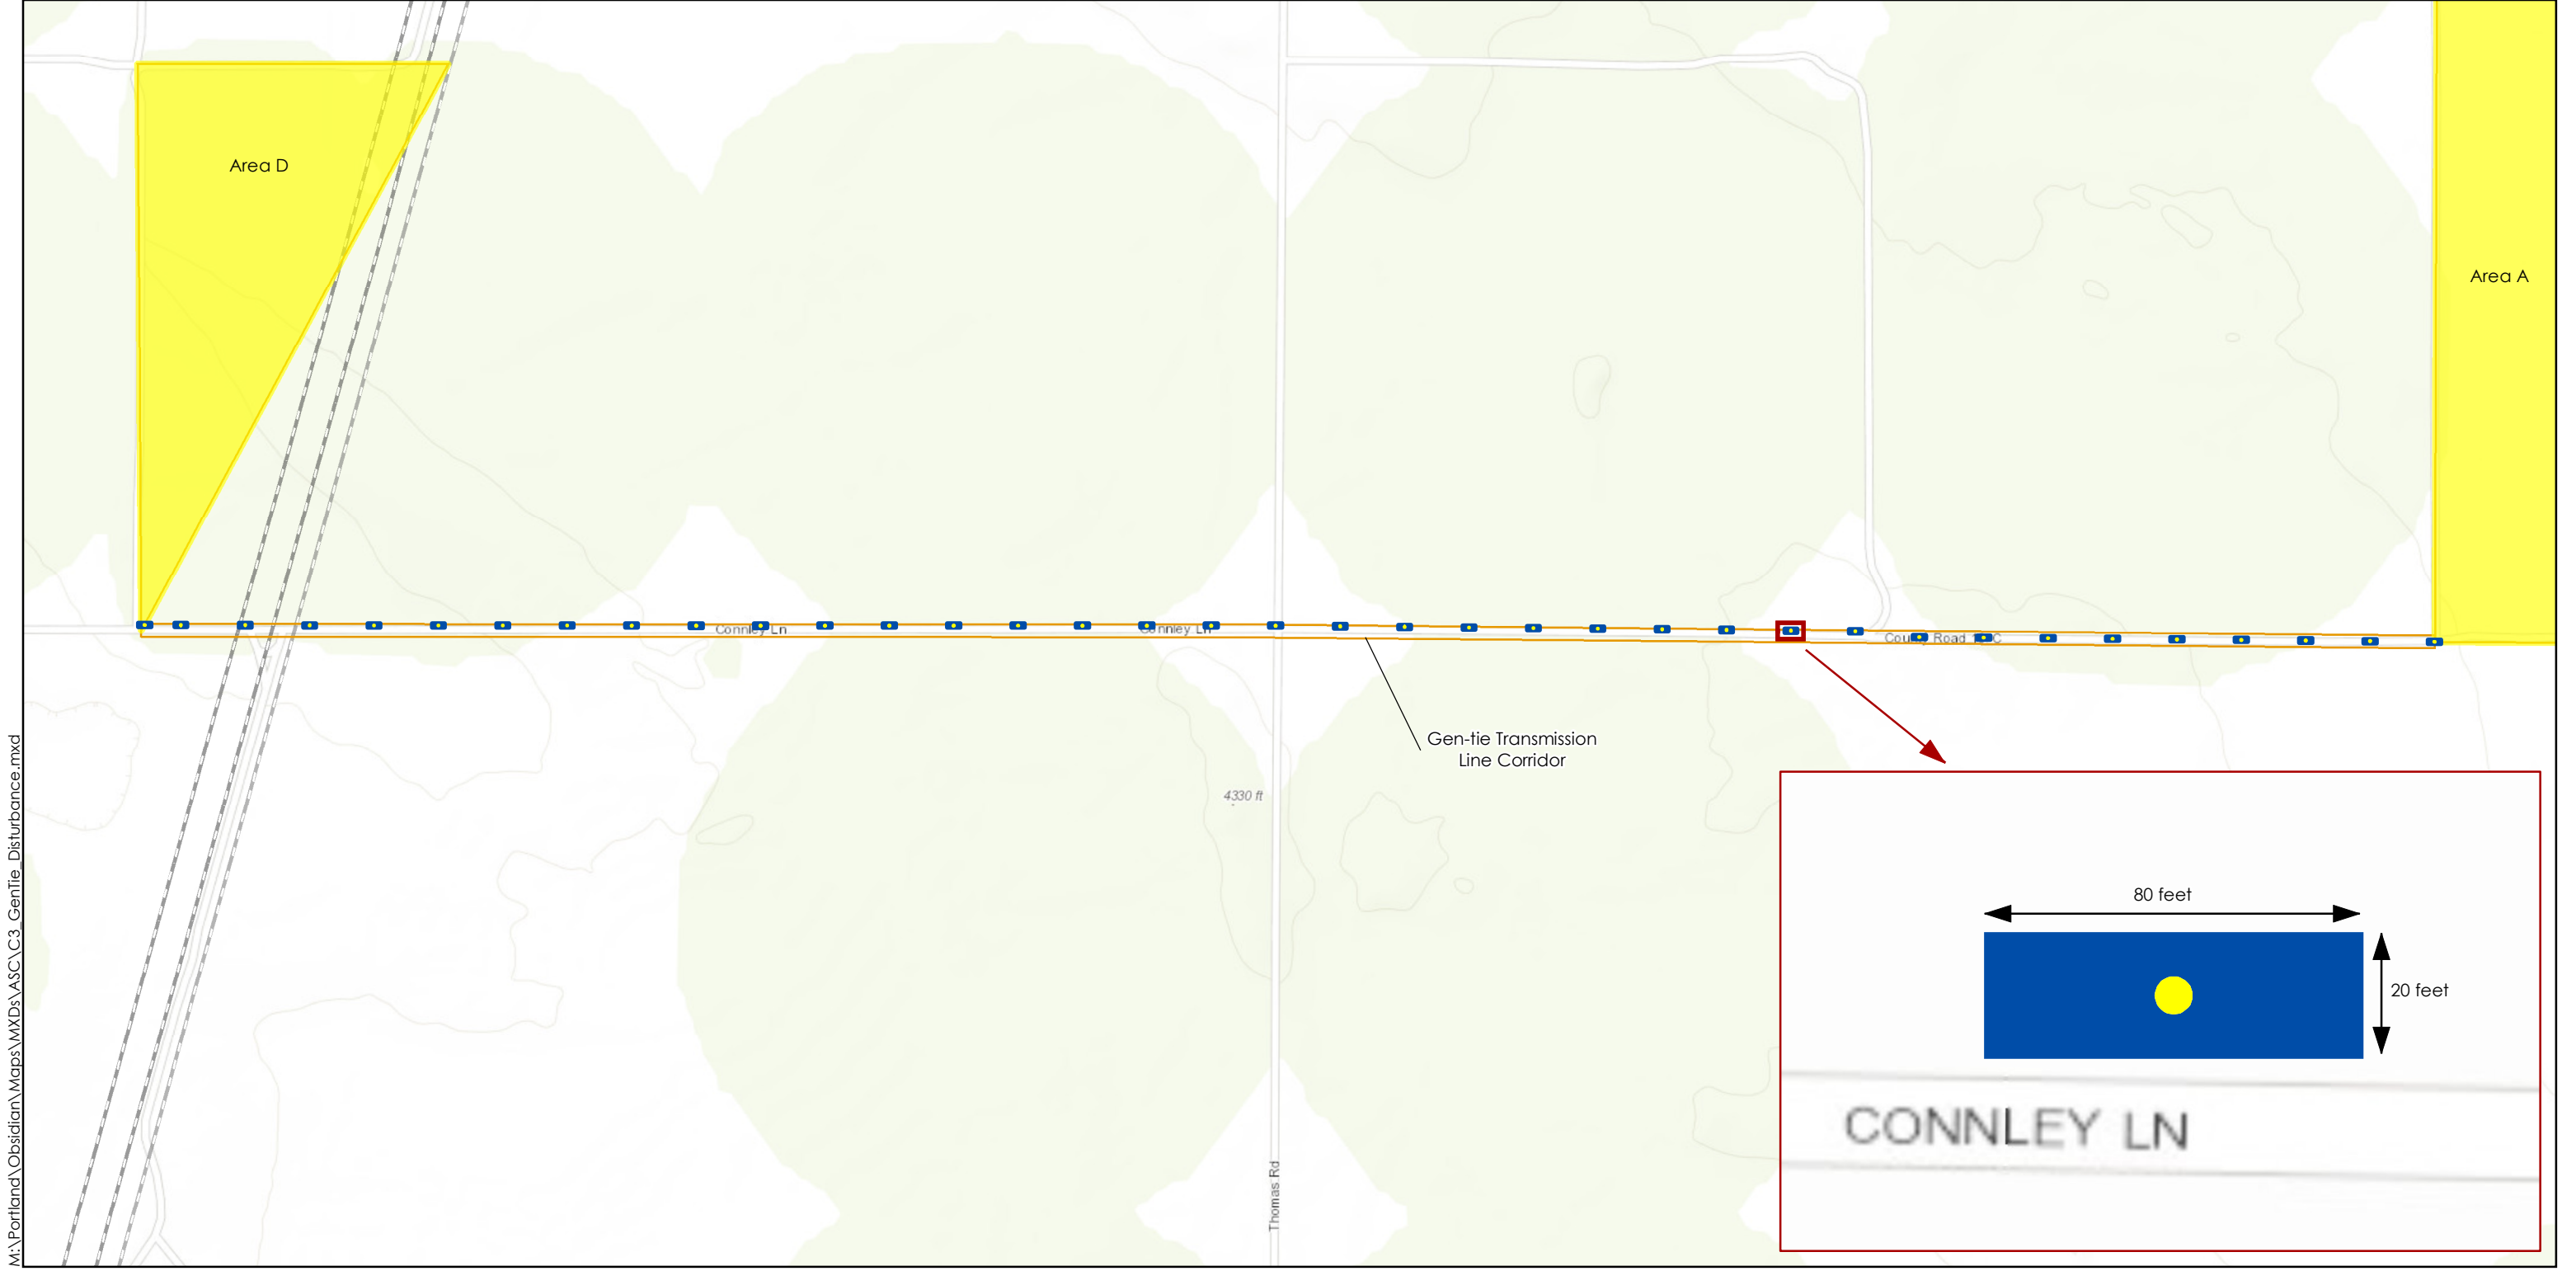 Area D
Area A
Connley Ln
Connley Ln
Gen-tie Transmission
Line Corridor
4330 ft
Thomas Rd
80 feet
20 feet
CONNLEY LN
M:\Portland\Obsidian\Maps\MXDs\ASC\C3_GenTie_Disturbance.mxd